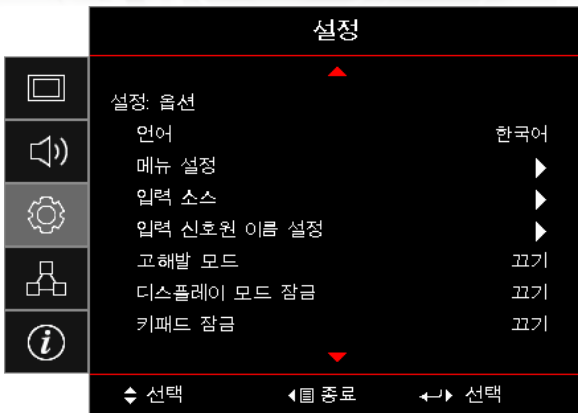 설정
설정: 옵션
언어 한국어
메뉴 설정
입력 소스
입력 신호원 이름 설정
고해발 모드 끄기
디스플레이 모드 잠금 끄기
키패드 잠금 끄기
선택 종료 선택